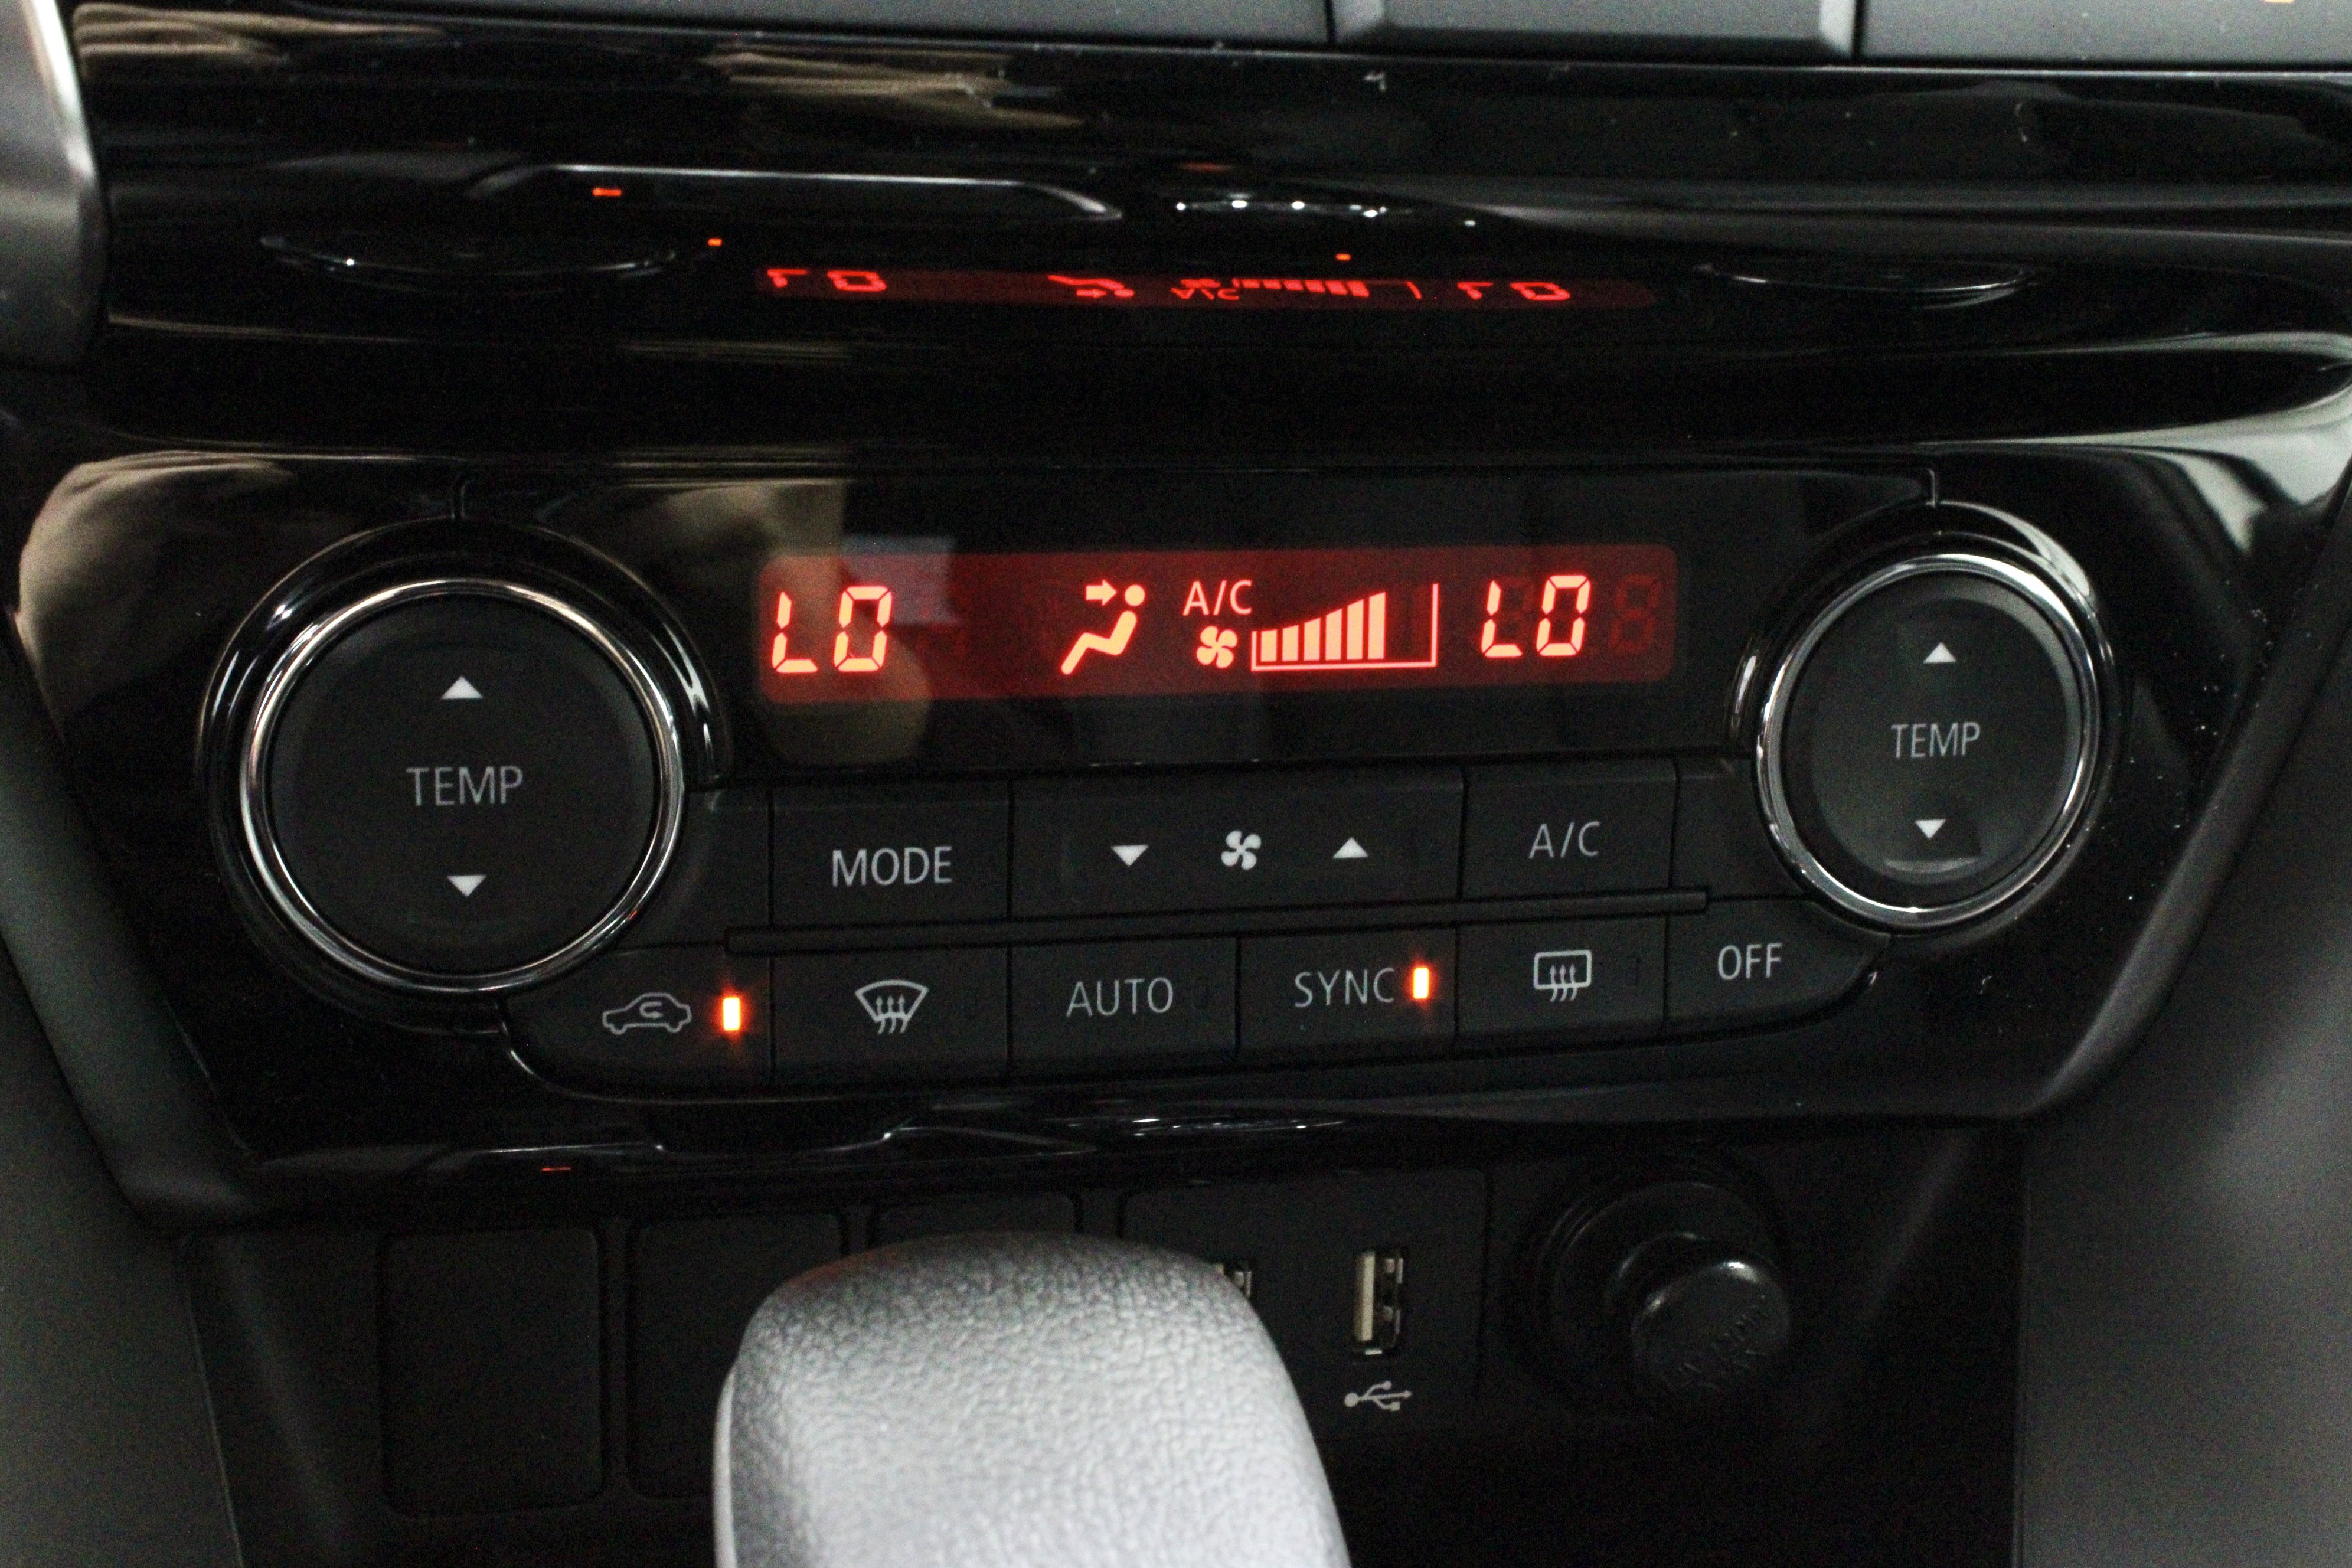 LO A/C LO
TEMP
TEMP
MODE A/C
AUTO SYNC OFF